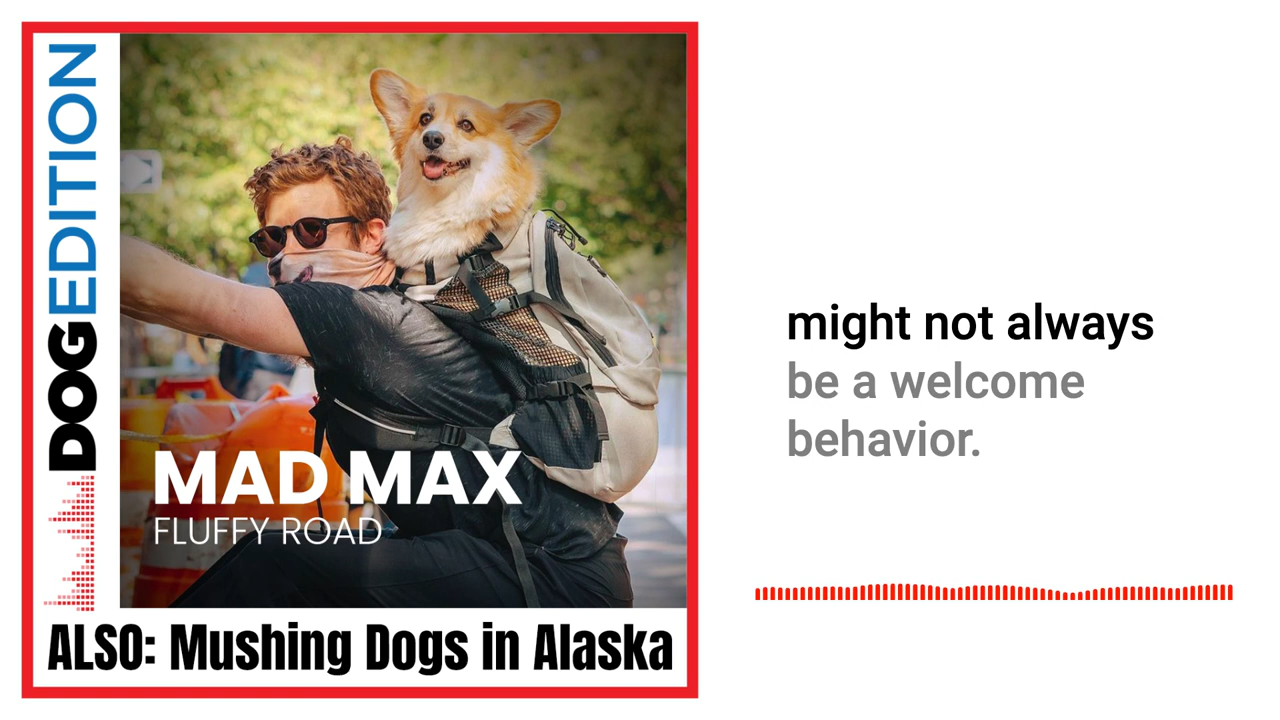 DOGEDITION
MAD MAX
FLUFFY ROAD
ALSO: Mushing Dogs in Alaska
might not always
be a welcome
behavior.